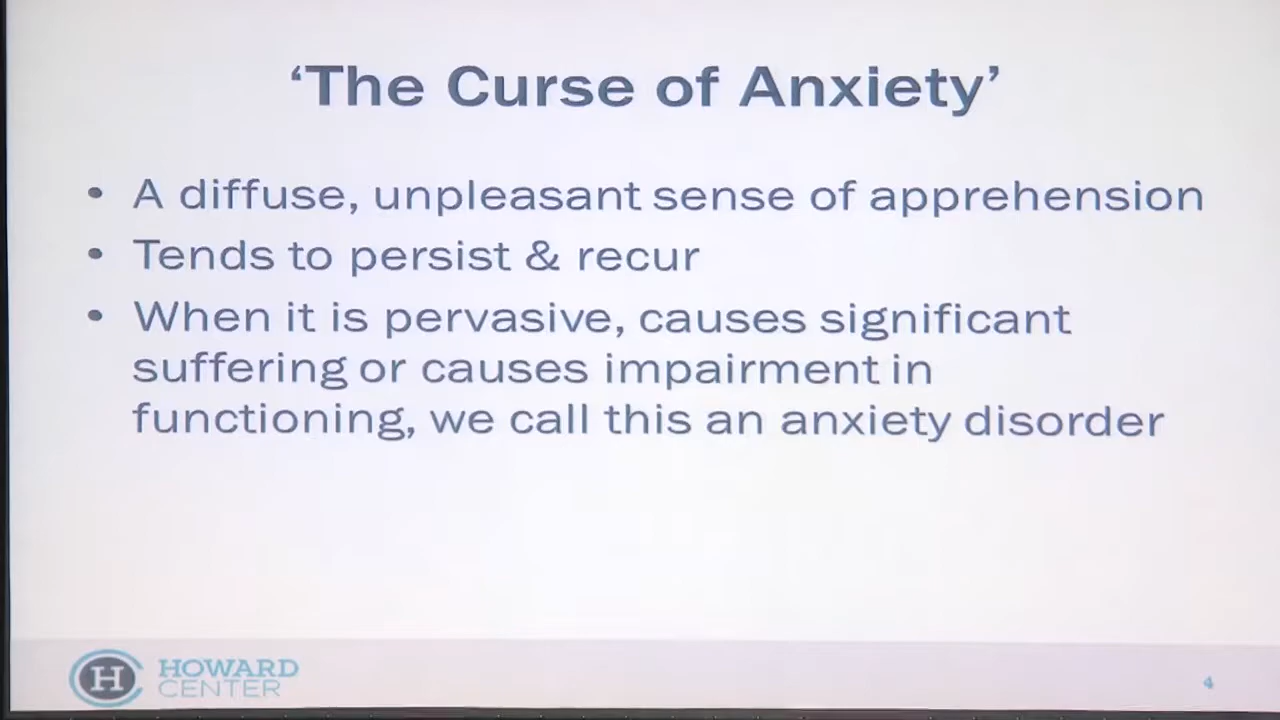 ‘The Curse of Anxiety’
• A diffuse, unpleasant sense of apprehension
• Tends to persist & recur
• When it is pervasive, causes significant
suffering or causes impairment in
functioning, we call this an anxiety disorder
H HOWARD
CENTER
4